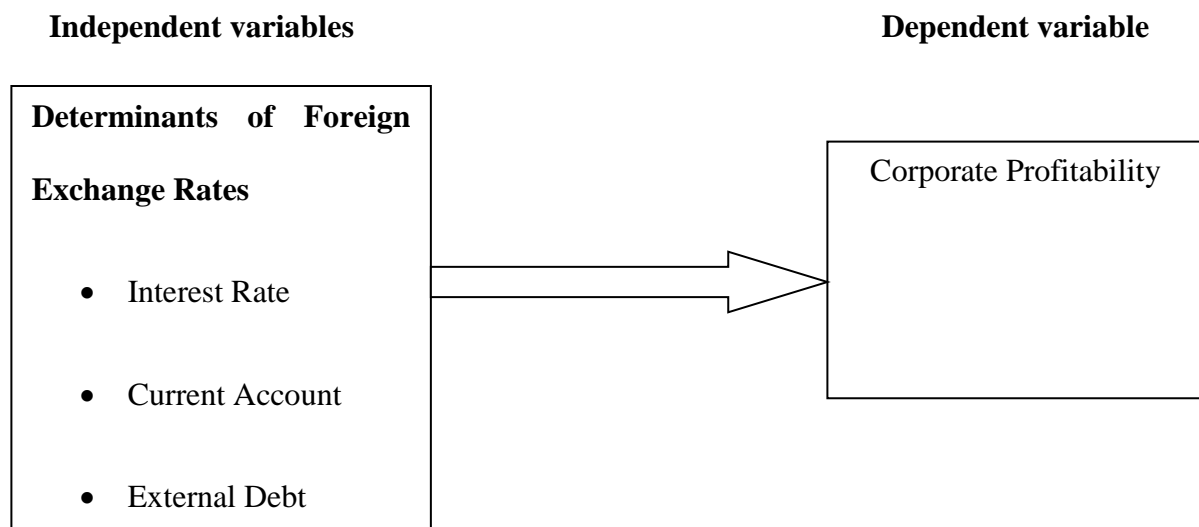 Independent variables
Dependent variable
Determinants of Foreign
Exchange Rates
• Interest Rate
• Current Account
• External Debt
Corporate Profitability